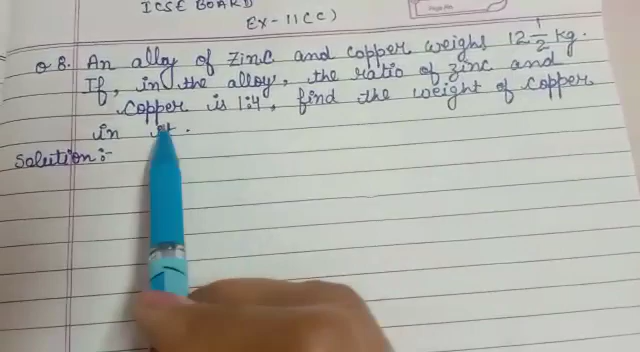 ICSE BOARD
EX-11(C)
Q 8. An alloy of zinc and copper weighs 12 1/2 kg.
If, in the alloy, the ratio of zinc and
copper is 1:4, find the weight of copper
in it.
Solution:-